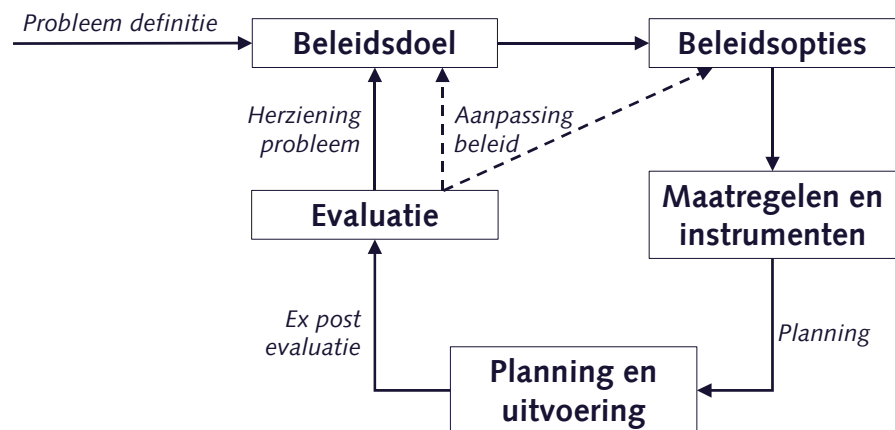 Probleem definitie
Beleidsdoel
Beleidsopties
Herziening
probleem
Aanpassing
beleid
Evaluatie
Maatregelen en
instrumenten
Ex post
evaluatie
Planning
Planning en
uitvoering